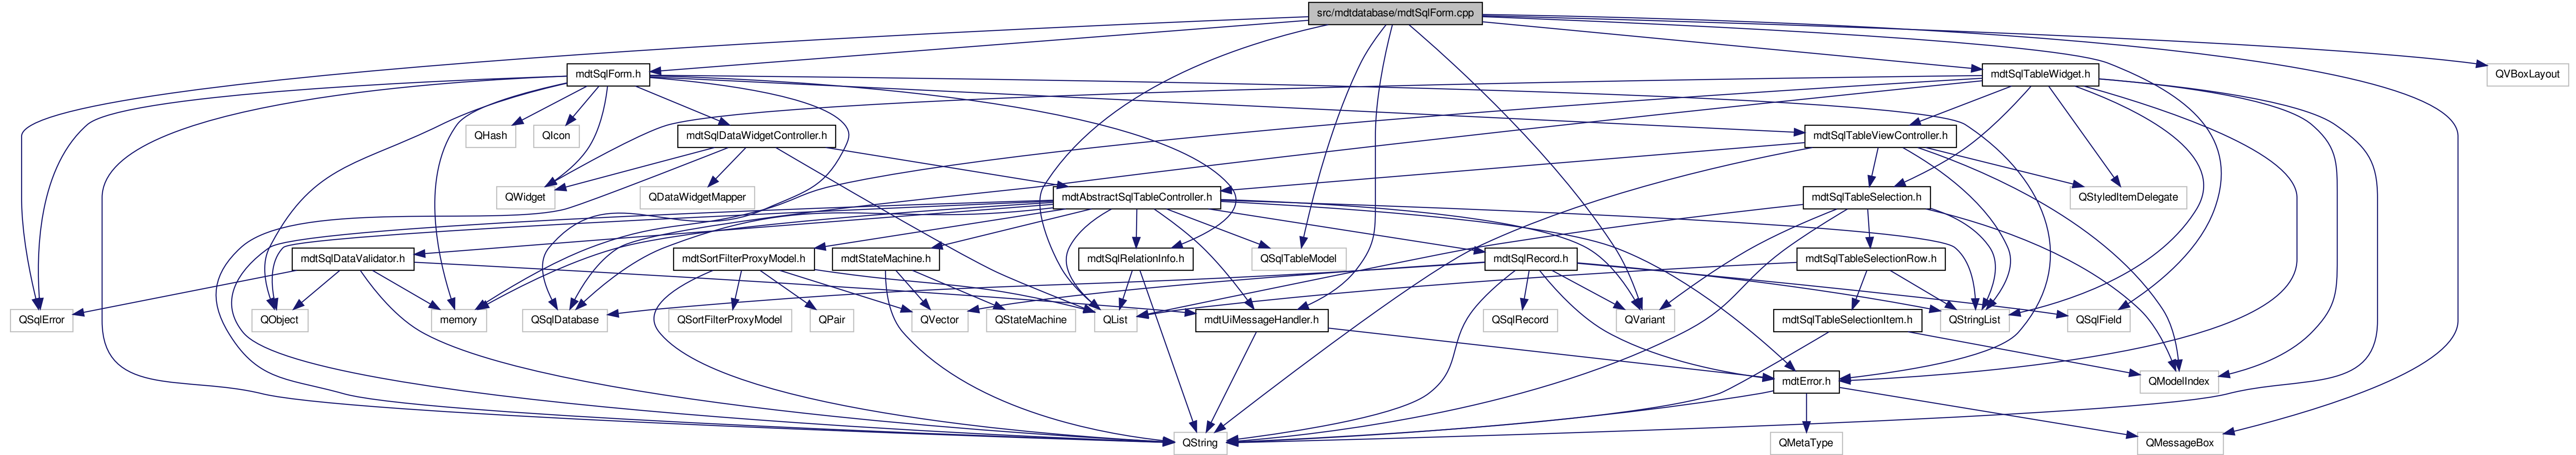 src/mdtdatabase/mdtSqlForm.cpp
mdtSqlForm.h
mdtSqlTableWidget.h
QVBoxLayout
QHash
QIcon
mdtSqlDataWidgetController.h
mdtSqlTableViewController.h
QWidget
QDataWidgetMapper
mdtAbstractSqlTableController.h
mdtSqlTableSelection.h
QStyledItemDelegate
mdtSqlDataValidator.h
mdtSortFilterProxyModel.h
mdtStateMachine.h
mdtSqlRelationInfo.h
QSqlTableModel
mdtSqlRecord.h
mdtSqlTableSelectionRow.h
QSqlError
QObject
memory
QSqlDatabase
QSortFilterProxyModel
QPair
QVector
QStateMachine
QList
mdtUiMessageHandler.h
QSqlRecord
QVariant
mdtSqlTableSelectionItem.h
QStringList
QSqlField
mdtError.h
QModelIndex
QString
QMetaType
QMessageBox